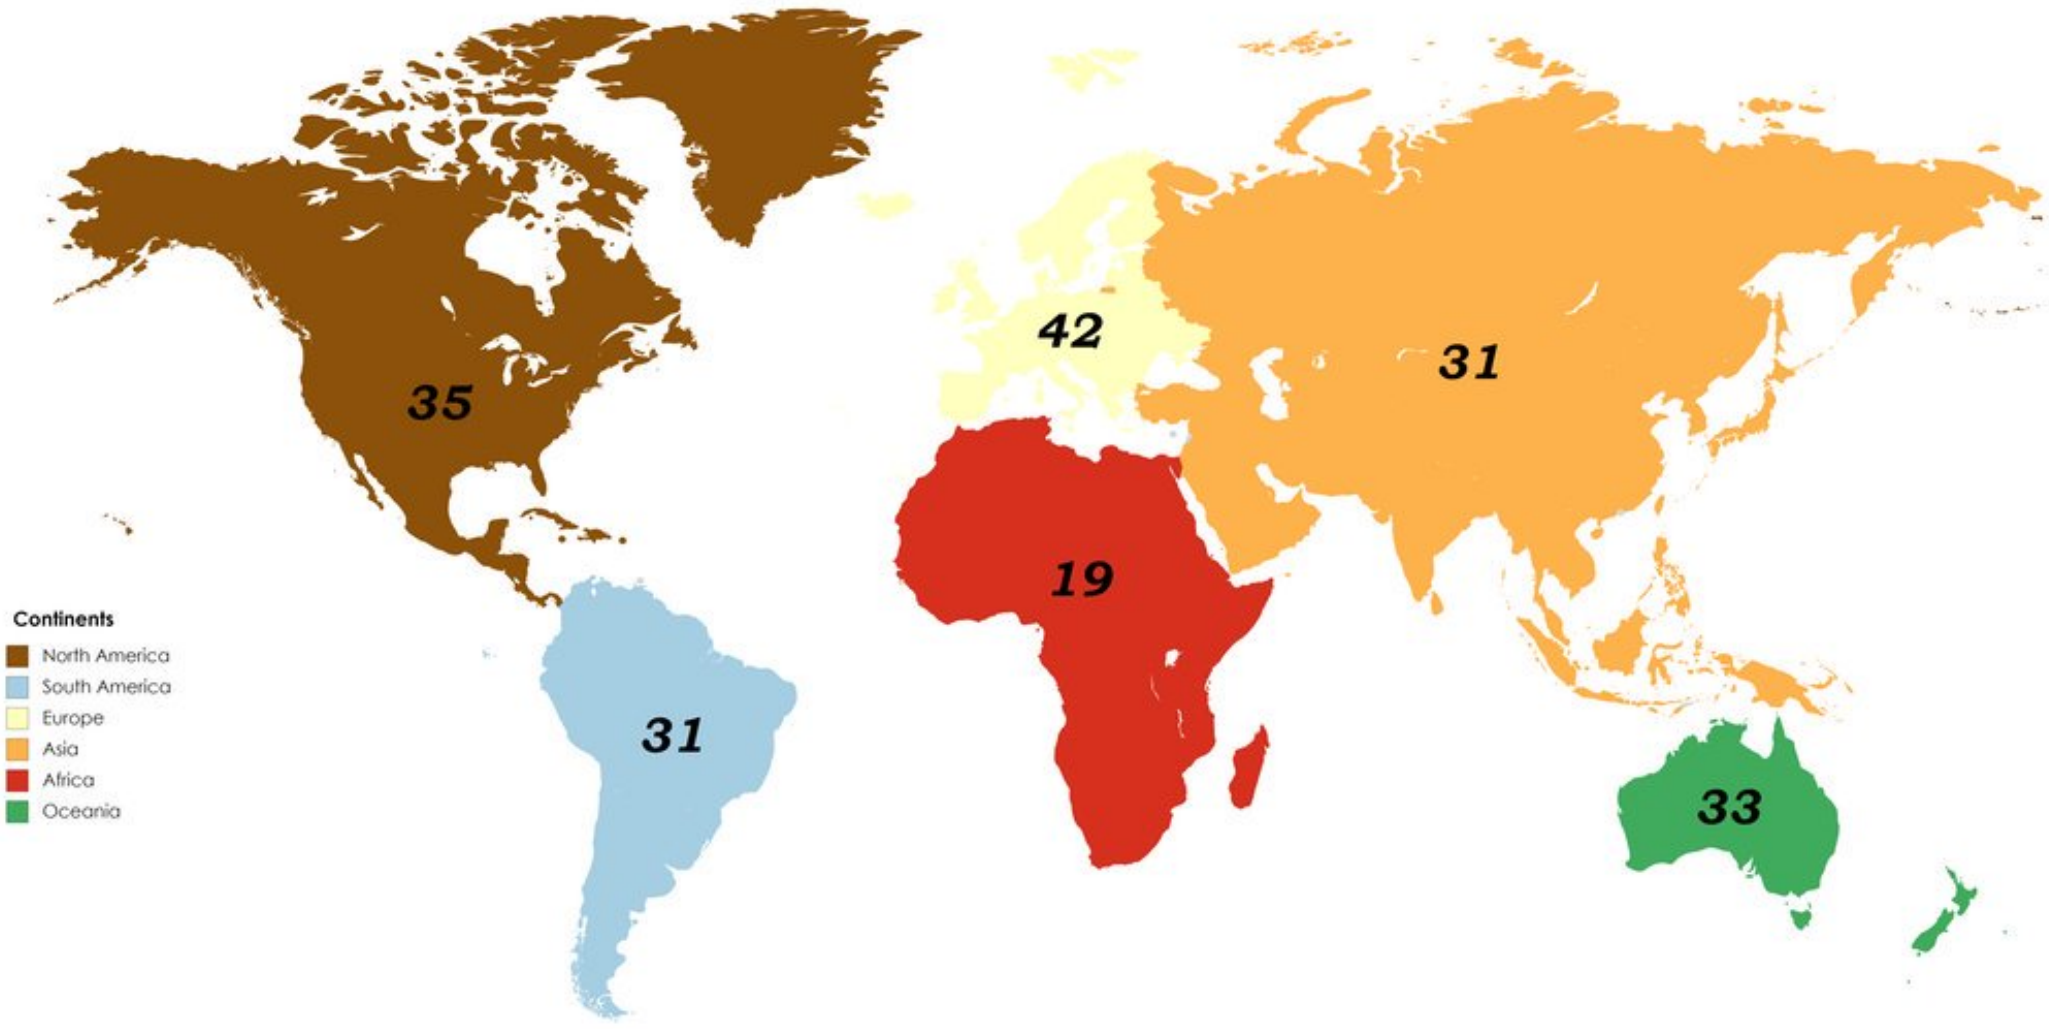 42
31
35
19
31
33
Continents
North America
South America
Europe
Asia
Africa
Oceania